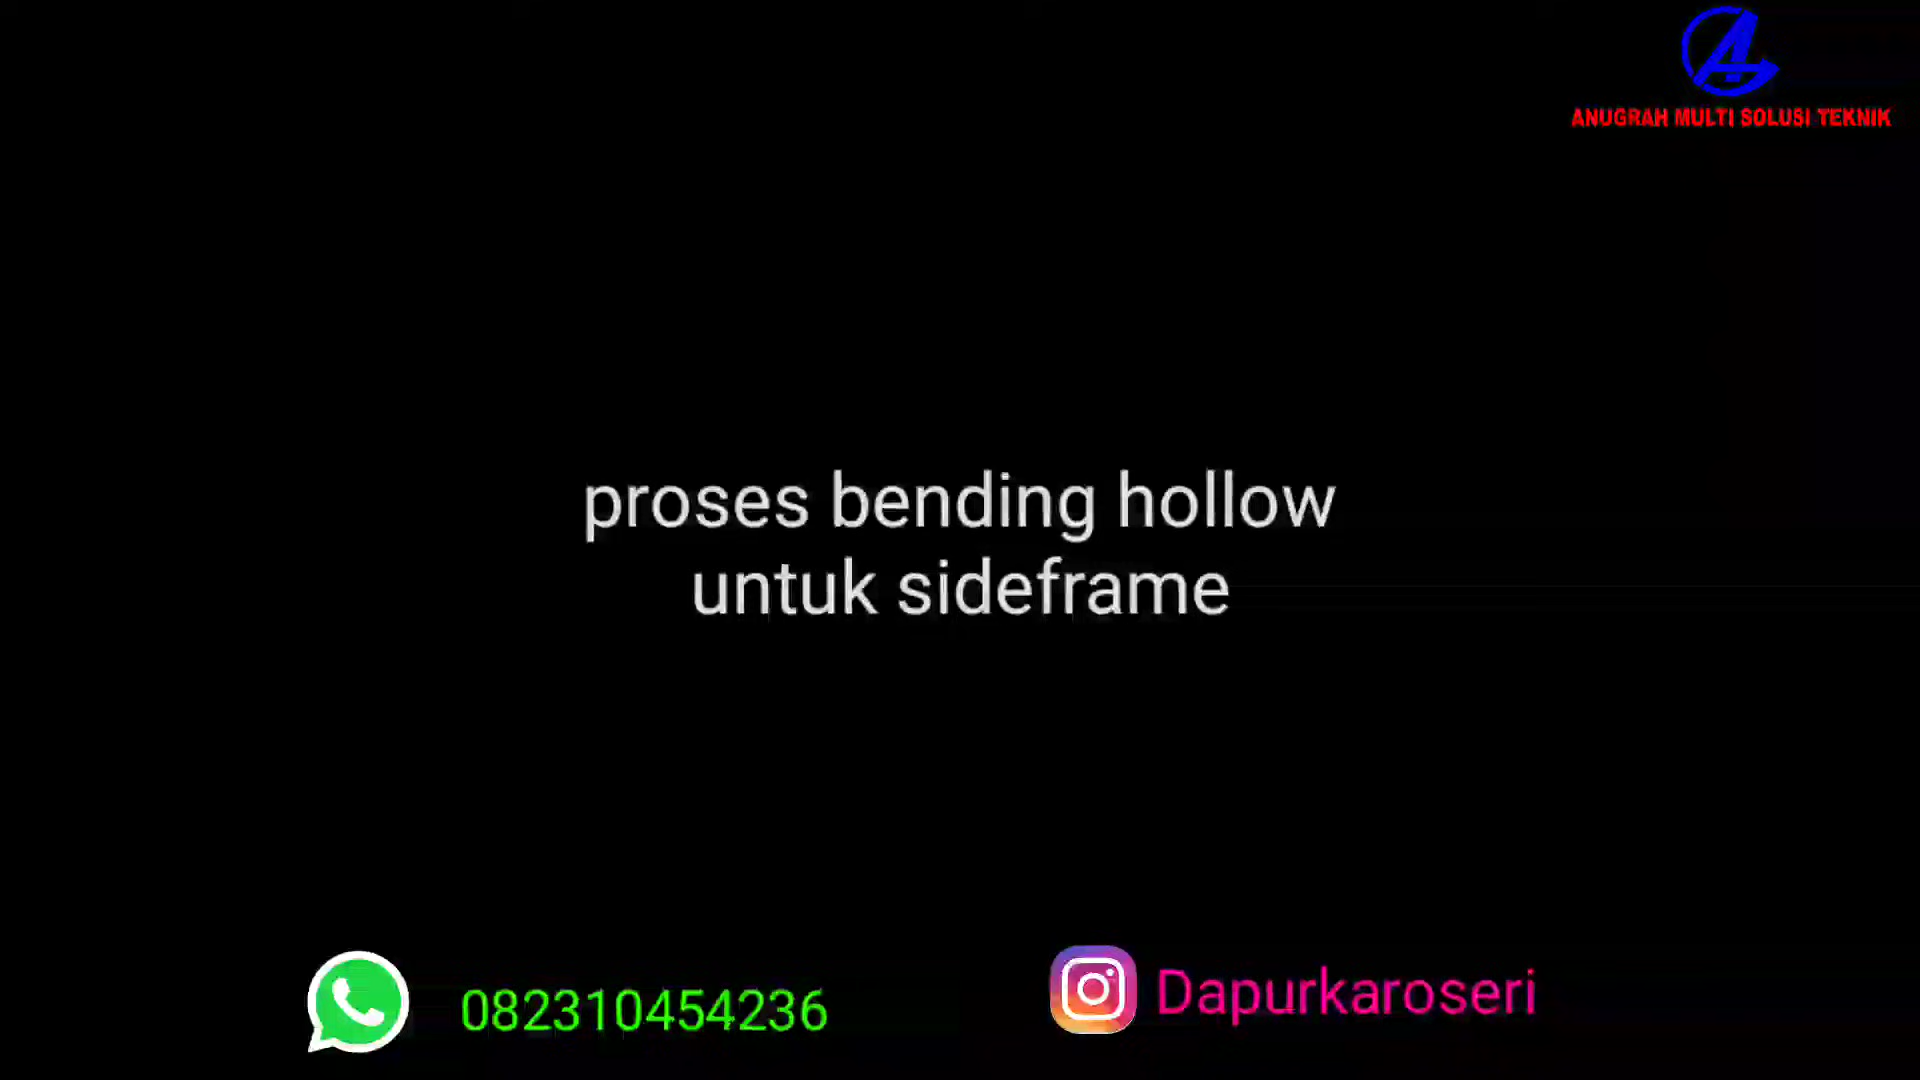 ANUGRAH MULTI SOLUSI TEKNIK
proses bending hollow
untuk sideframe
082310454236
Dapurkaroseri